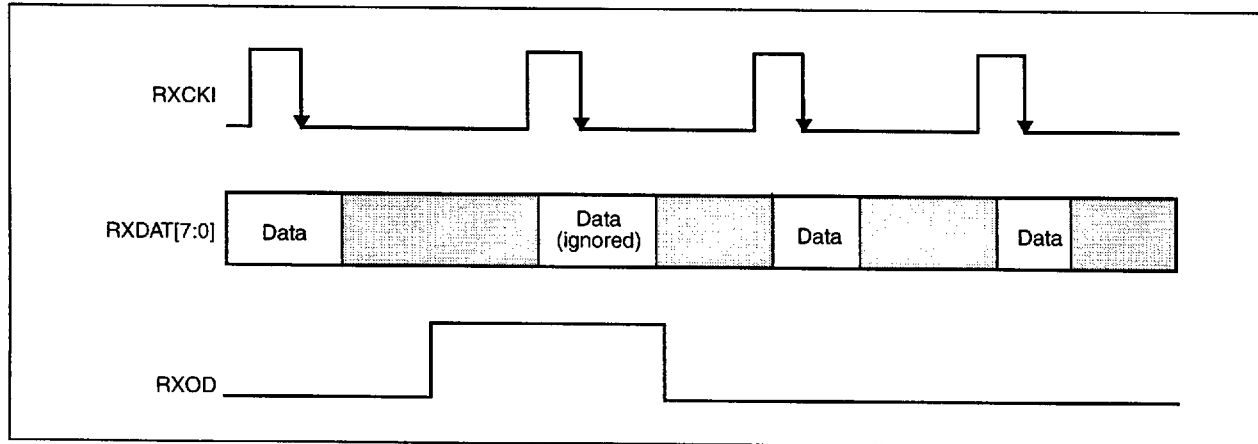 RXCKI
RXDAT[7:0]
Data
Data
(ignored)
Data
Data
RXOD